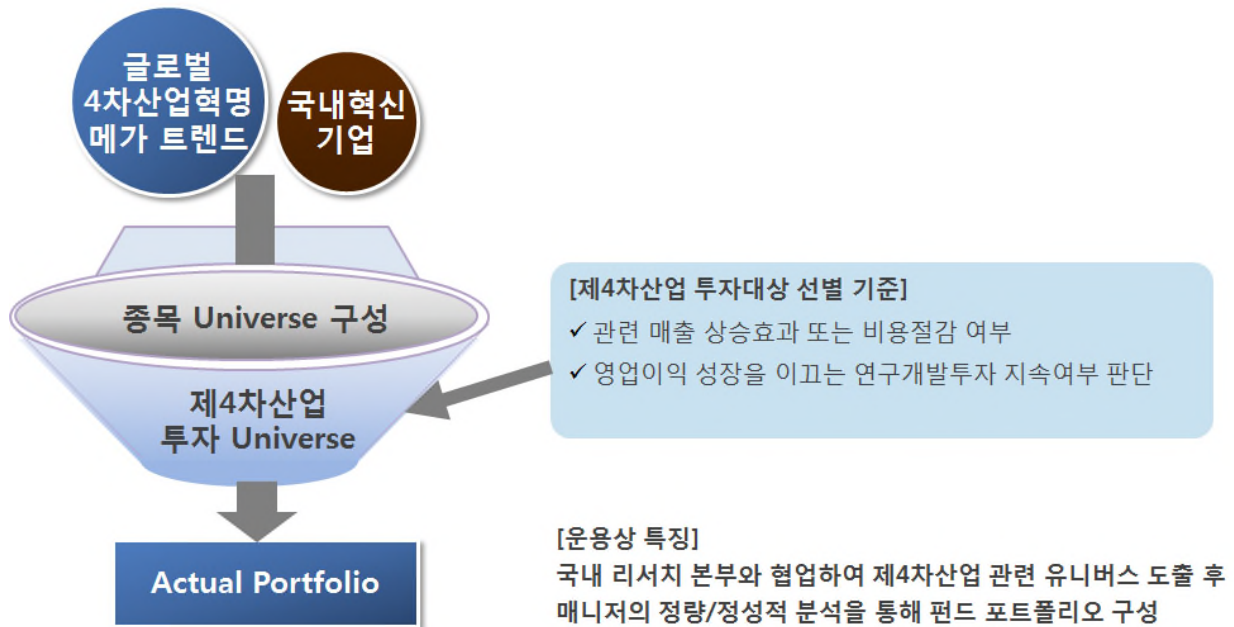 글로벌
4차산업혁명
메가 트렌드
국내혁신
기업
종목 Universe 구성
제4차산업
투자 Universe
Actual Portfolio
[제4차산업 투자대상 선별 기준]
✓ 관련 매출 상승효과 또는 비용절감 여부
✓ 영업이익 성장을 이끄는 연구개발투자 지속여부 판단
[운용상 특징]
국내 리서치 본부와 협업하여 제4차산업 관련 유니버스 도출 후
매니저의 정량/정성적 분석을 통해 펀드 포트폴리오 구성